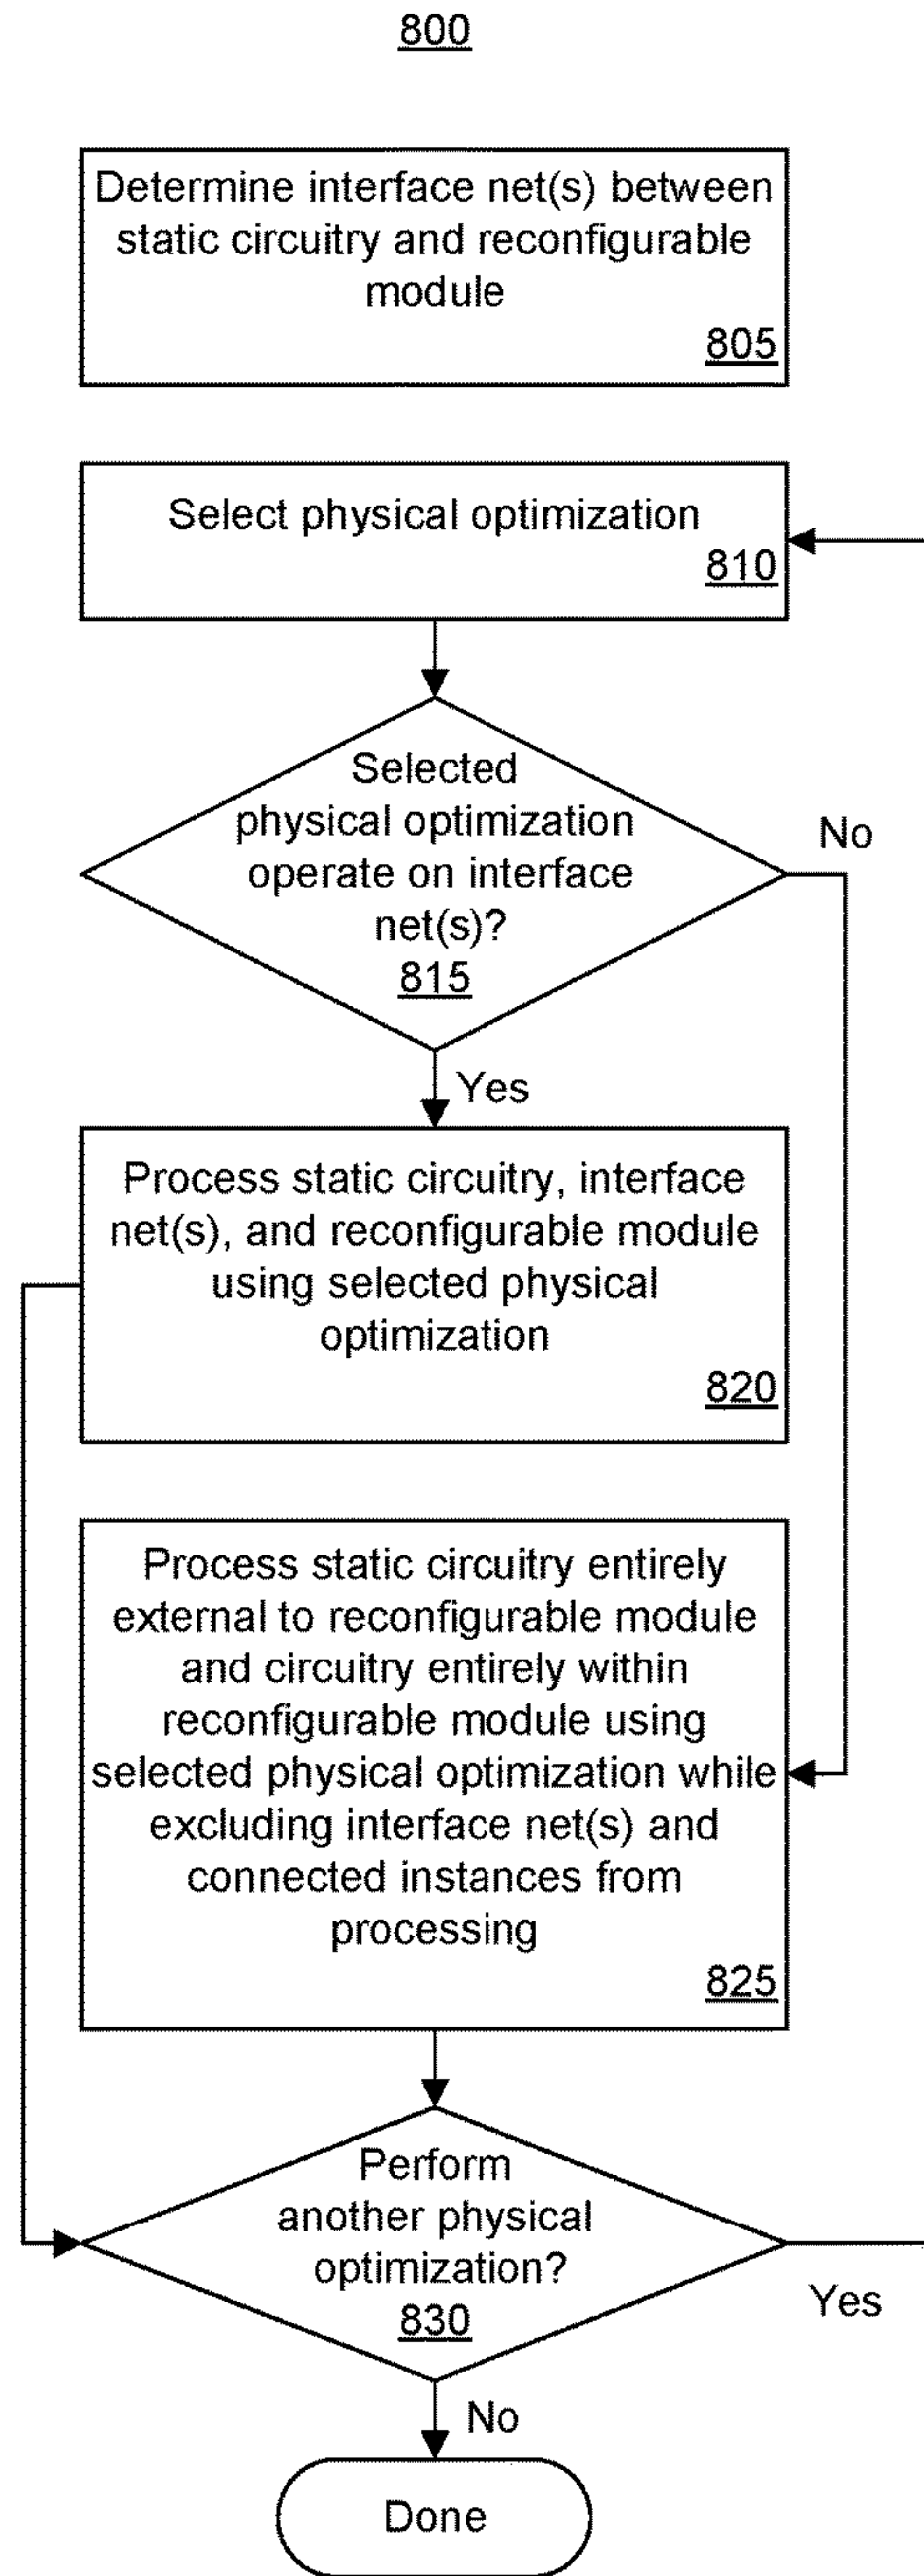 800
Determine interface net(s) between
static circuitry and reconfigurable
module
805
Select physical optimization
810
Selected
physical optimization
operate on interface
net(s)?
815
No
Yes
Process static circuitry, interface
net(s), and reconfigurable module
using selected physical
optimization
820
Process static circuitry entirely
external to reconfigurable module
and circuitry entirely within
reconfigurable module using
selected physical optimization while
excluding interface net(s) and
connected instances from
processing
825
Perform
another physical
optimization?
830
Yes
No
Done